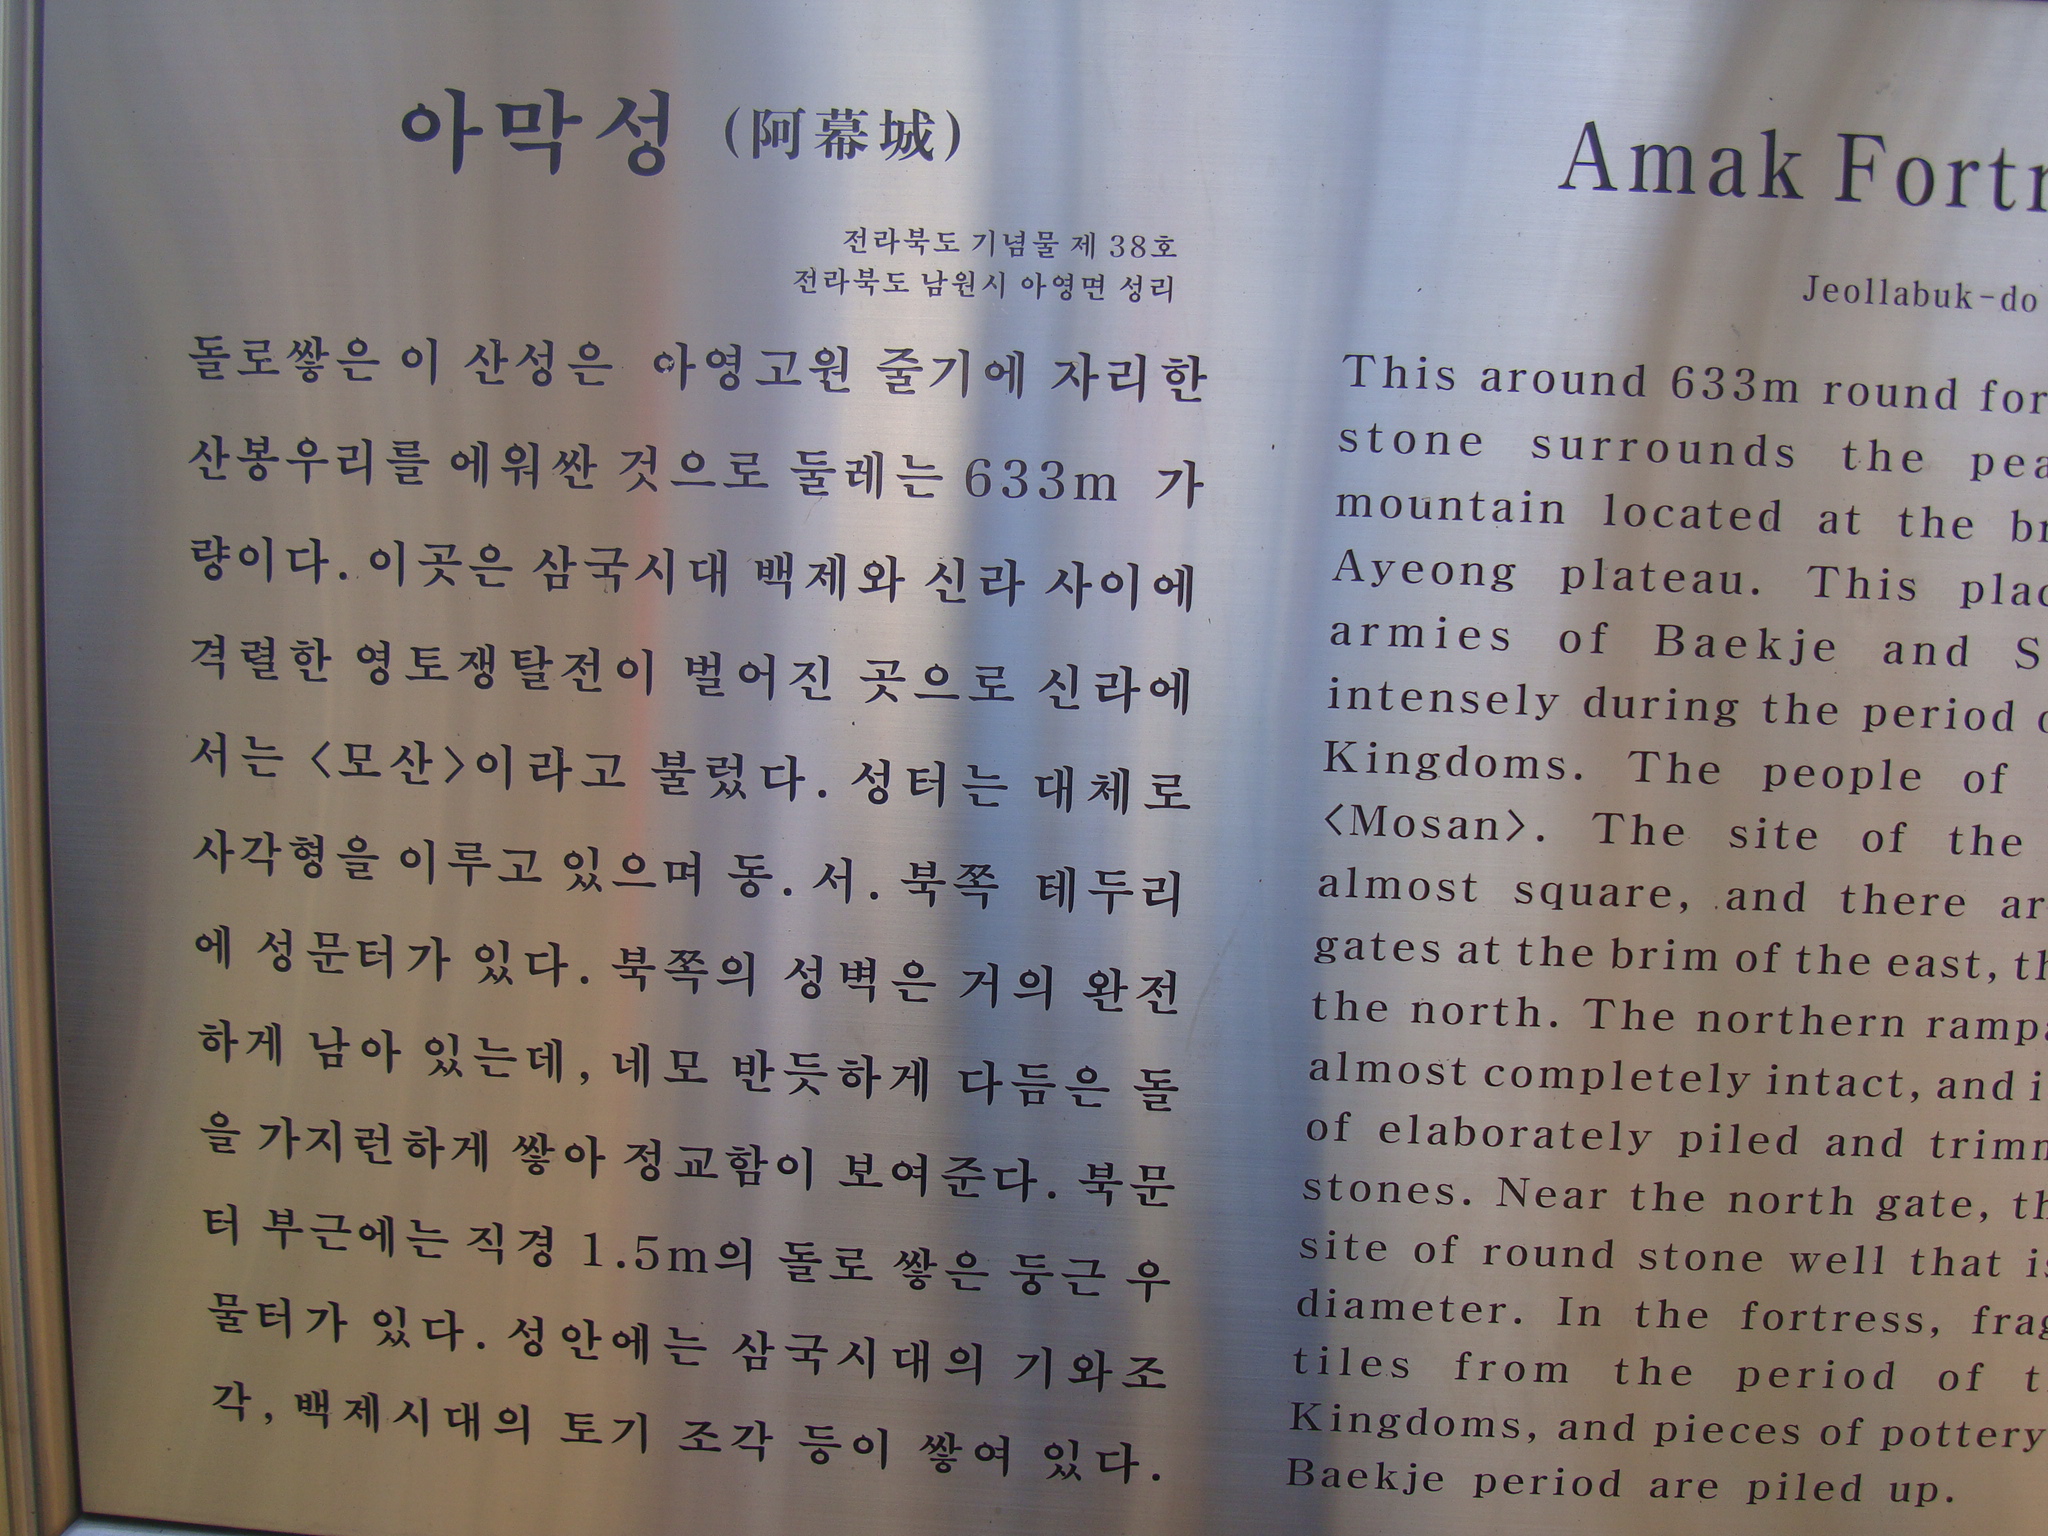 아막성 (阿幕城)
전라북도 기념물 제 38호
전라북도 남원시 아영면 성리
돌로쌓은 이 산성은 아영고원 줄기에 자리한
산봉우리를 에워싼 것으로 둘레는 633m 가
량이다. 이곳은 삼국시대 백제와 신라 사이에
격렬한 영토쟁탈전이 벌어진 곳으로 신라에
서는 <모산>이라고 불렀다. 성터는 대체로
사각형을 이루고 있으며 동. 서. 북쪽 테두리
에 성문터가 있다. 북쪽의 성벽은 거의 완전
하게 남아 있는데, 네모 반듯하게 다듬은 돌
을 가지런하게 쌓아 정교함이 보여준다. 북문
터 부근에는 직경 1.5m의 돌로 쌓은 둥근 우
물터가 있다. 성안에는 삼국시대의 기와조
각, 백제시대의 토기 조각 등이 쌓여 있다.
Amak
Jeollabuk-do
This around 633m round
stone surrounds the
mountain located at the
Ayeong plateau. This
armies of Baekje and
intensely during the period
Kingdoms. The people of
<Mosan>. The site of the
almost square, and there
gates at the brim of the east,
the north. The northern
almost completely intact, and
of elaborately piled and
stones. Near the north gate,
site of round stone well that
diameter. In the fortress,
tiles from the period of
Kingdoms, and pieces of pottery
Baekje period are piled up.